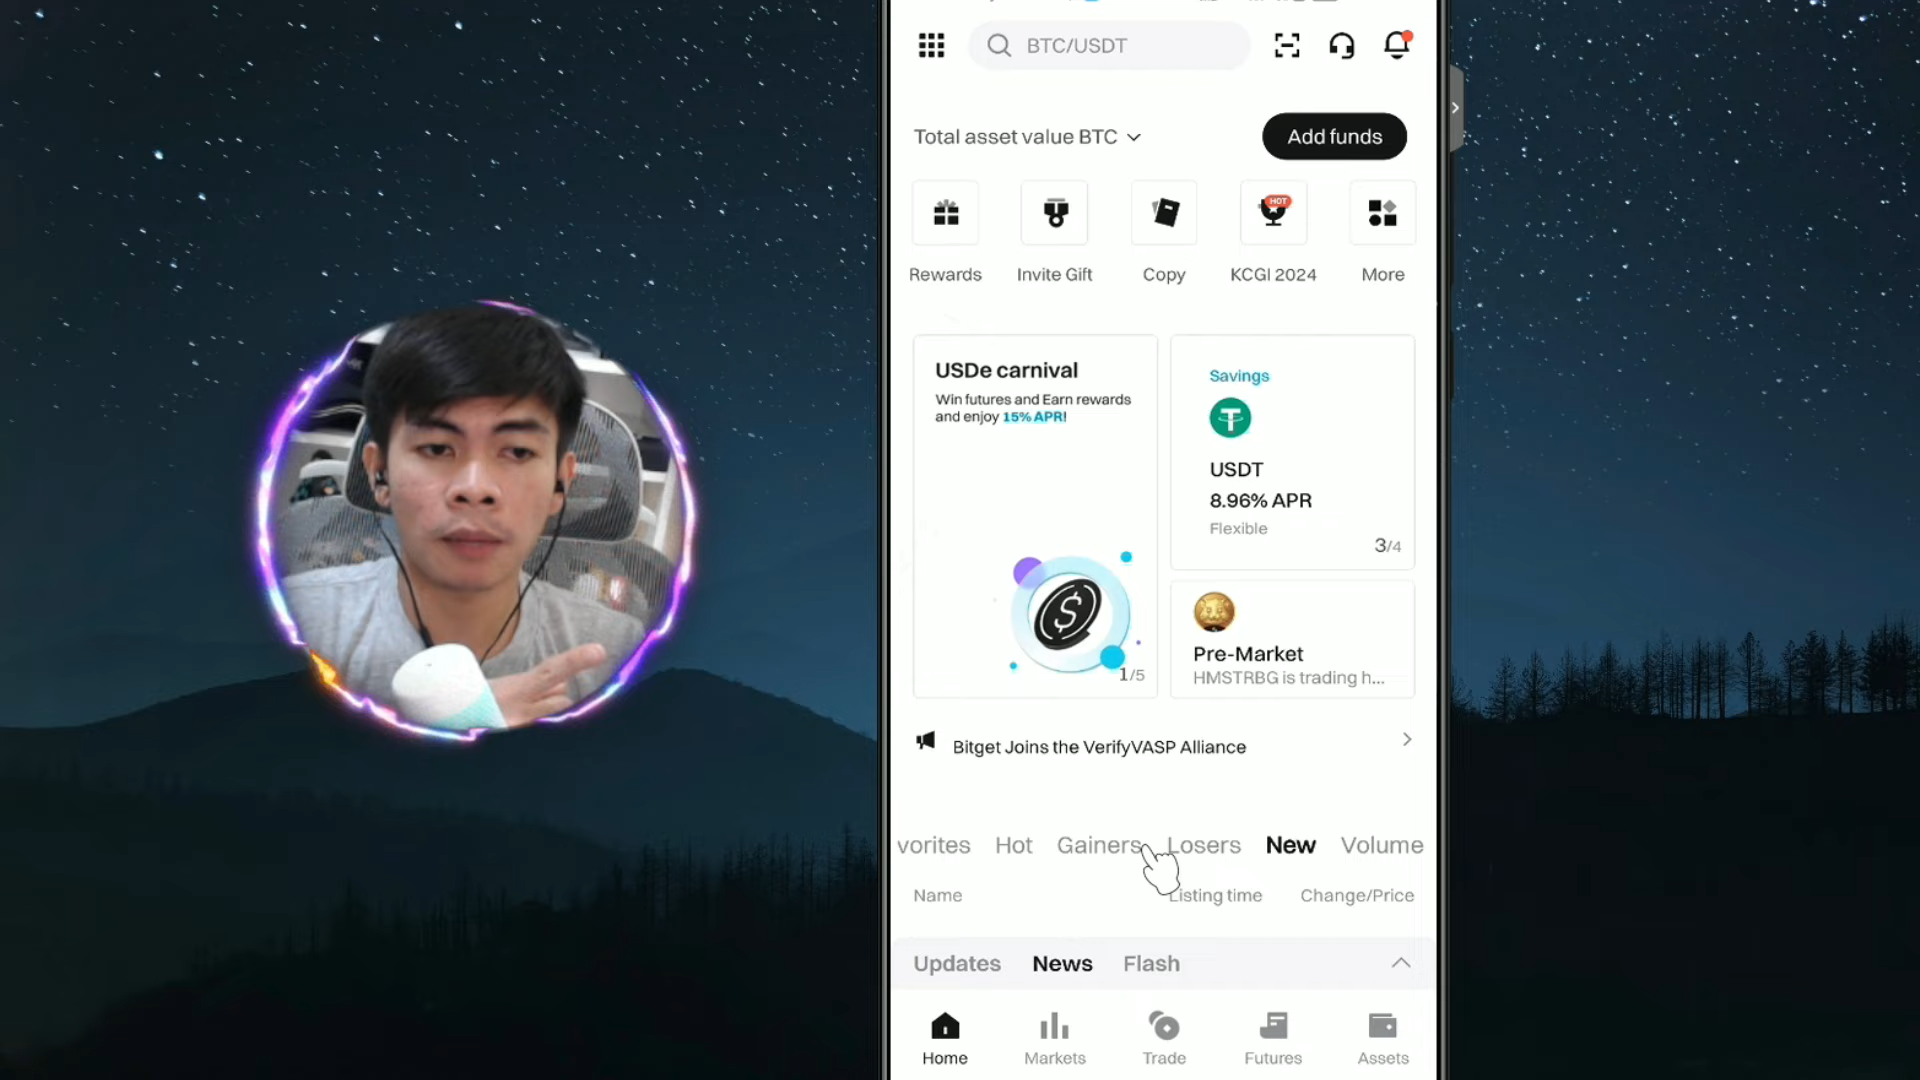 BTC/USDT
Total asset value BTC
Add funds
Rewards
Invite Gift
Copy
HOT
KCGI 2024
More
USDe carnival
Win futures and Earn rewards
and enjoy 15% APR!
1/5
Savings
USDT
8.96% APR
Flexible
3/4
Pre-Market
HMSTRBG is trading h...
Bitget Joins the VerifyVASP Alliance
vorites
Hot
Gainers
Losers
New
Volume
Name
Listing time
Change/Price
Updates
News
Flash
Home
Markets
Trade
Futures
Assets